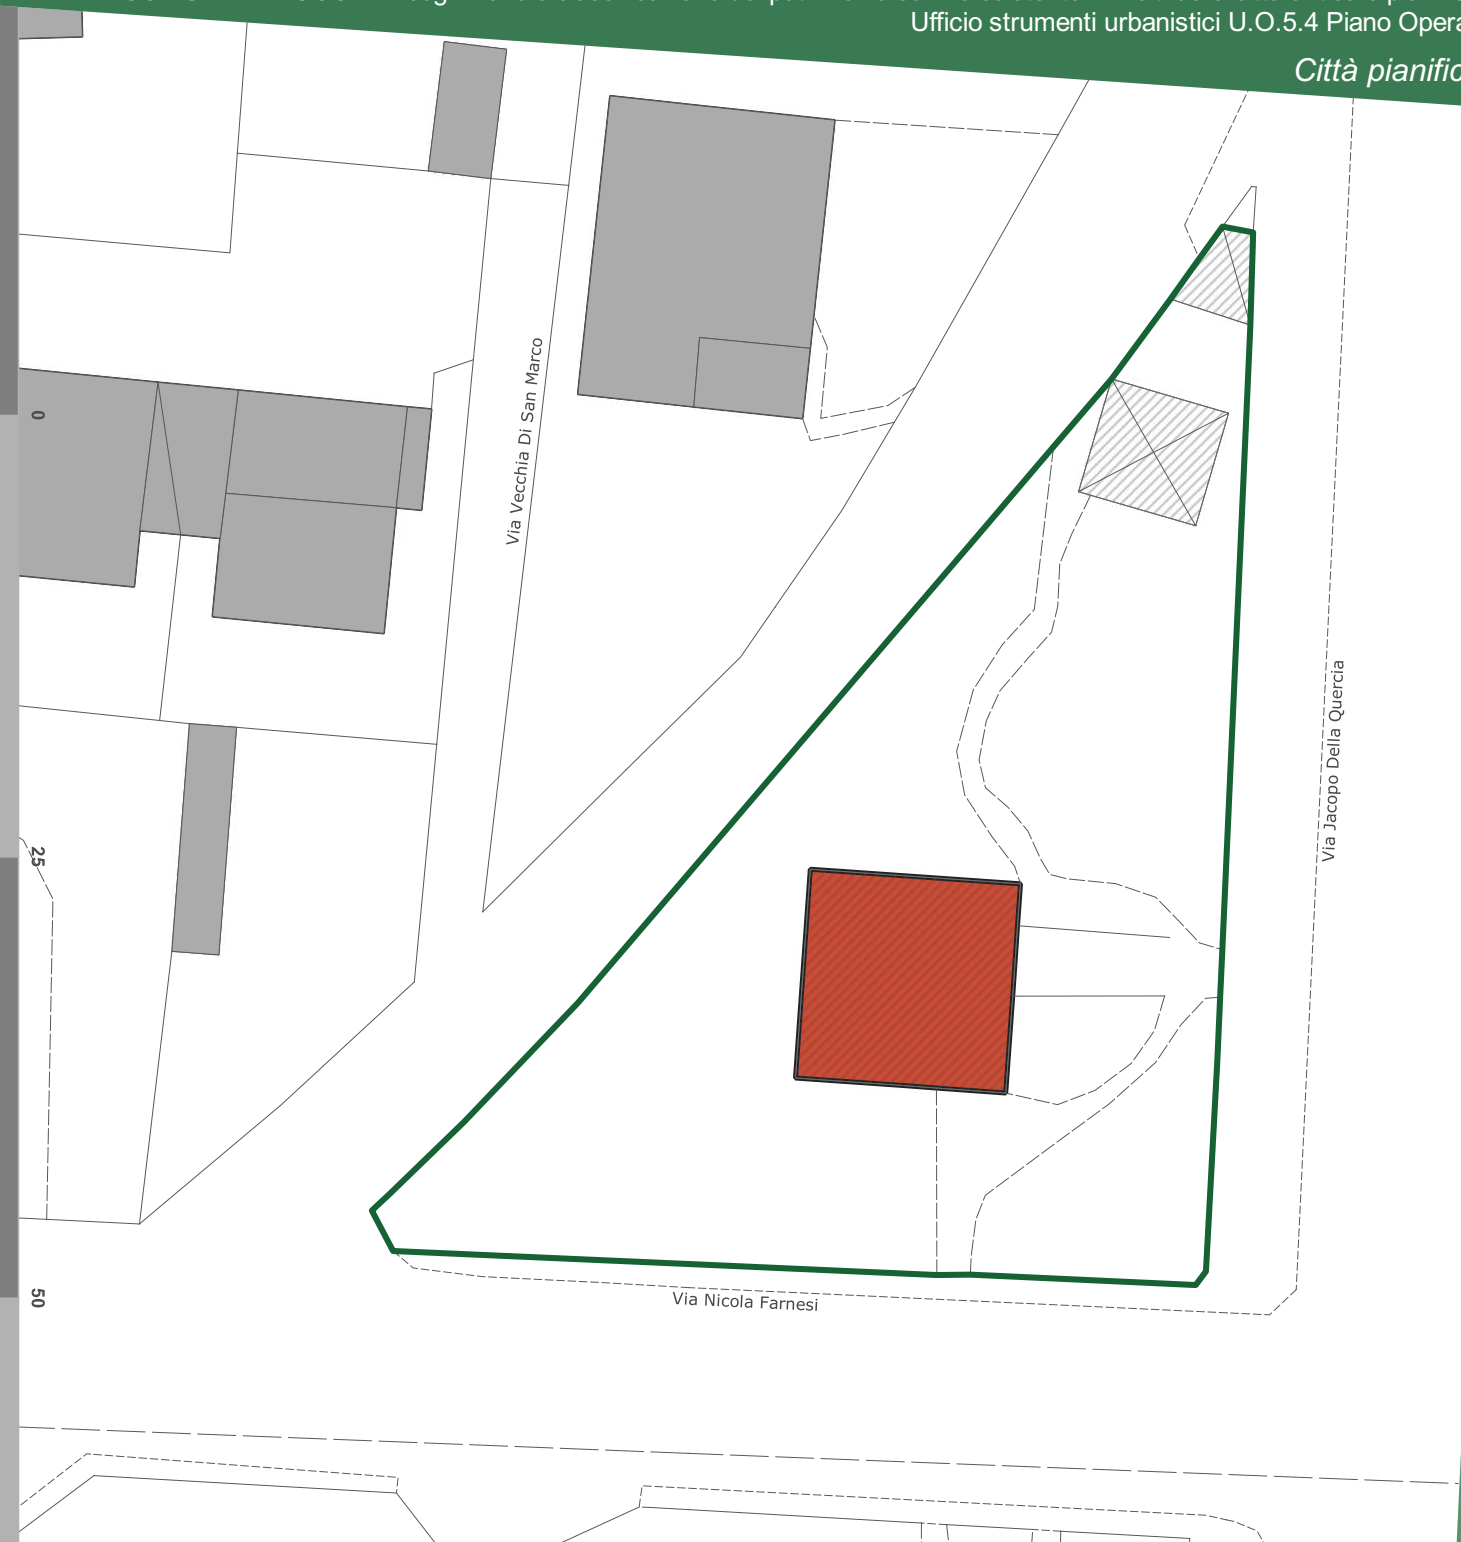 Ufficio strumenti urbanistici U.O.5.4 Piano Opera
Città pianific
Via Vecchia Di San Marco
0
Via Jacopo Della Quercia
25
50
Via Nicola Farnesi